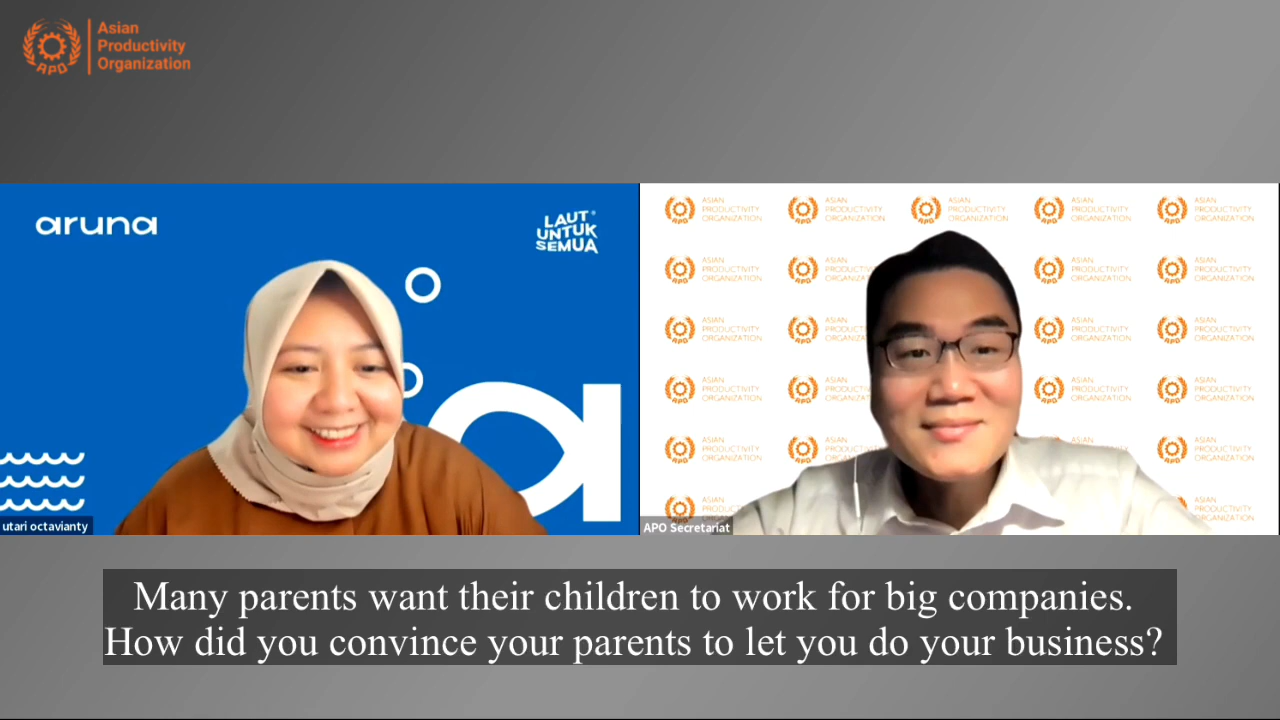 Asian
Productivity
Organization
APO
aruna
LAUT
UNTUK
SEMUA
utari octavianty
ASIAN
PRODUCTIVITY
ORGANIZATION
APO
APO Secretariat
Many parents want their children to work for big companies.
How did you convince your parents to let you do your business?